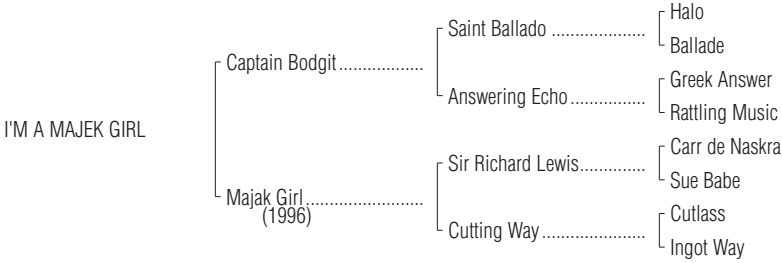 Halo
Saint Ballado ....................
Ballade
Captain Bodgit..................
Greek Answer
Answering Echo................
Rattling Music
I'M A MAJEK GIRL
Carr de Naskra
Sir Richard Lewis..............
Sue Babe
Majak Girl.........................
(1996)
Cutlass
Cutting Way ......................
Ingot Way